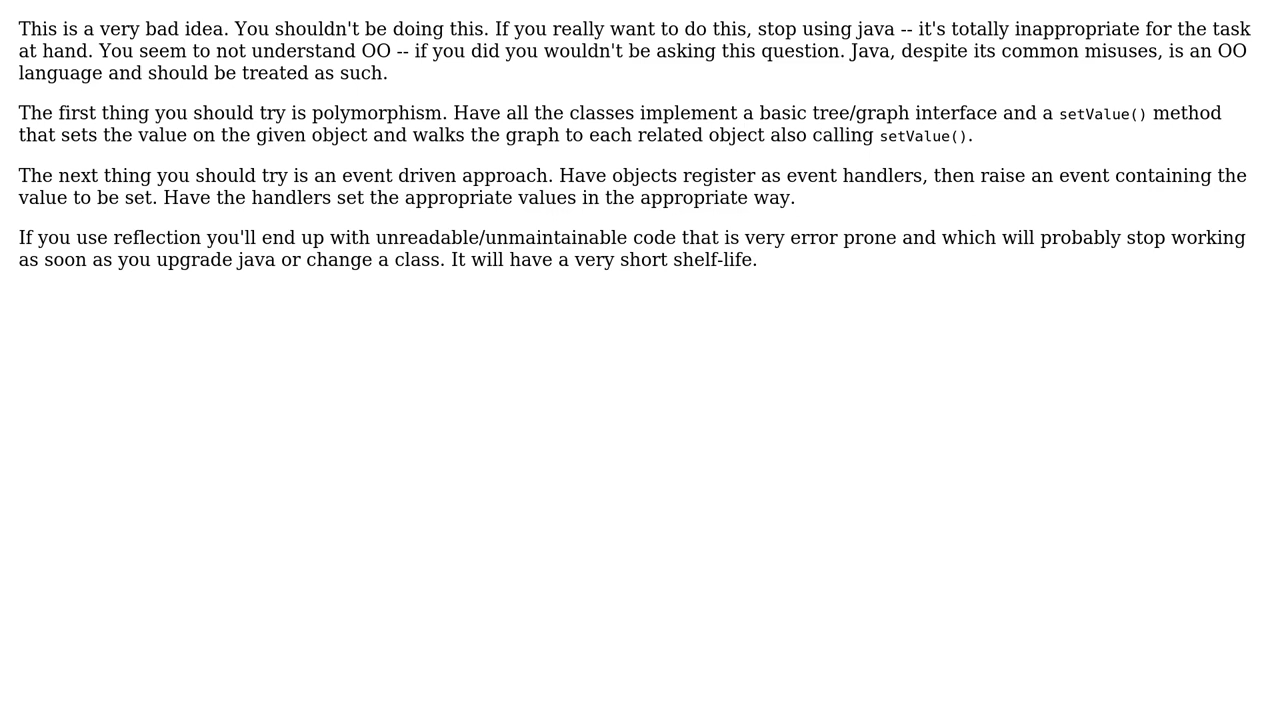 This is a very bad idea. You shouldn't be doing this. If you really want to do this, stop using java -- it's totally inappropriate for the task
at hand. You seem to not understand OO -- if you did you wouldn't be asking this question. Java, despite its common misuses, is an OO
language and should be treated as such.
The first thing you should try is polymorphism. Have all the classes implement a basic tree/graph interface and a setValue() method
that sets the value on the given object and walks the graph to each related object also calling setValue().
The next thing you should try is an event driven approach. Have objects register as event handlers, then raise an event containing the
value to be set. Have the handlers set the appropriate values in the appropriate way.
If you use reflection you'll end up with unreadable/unmaintainable code that is very error prone and which will probably stop working
as soon as you upgrade java or change a class. It will have a very short shelf-life.